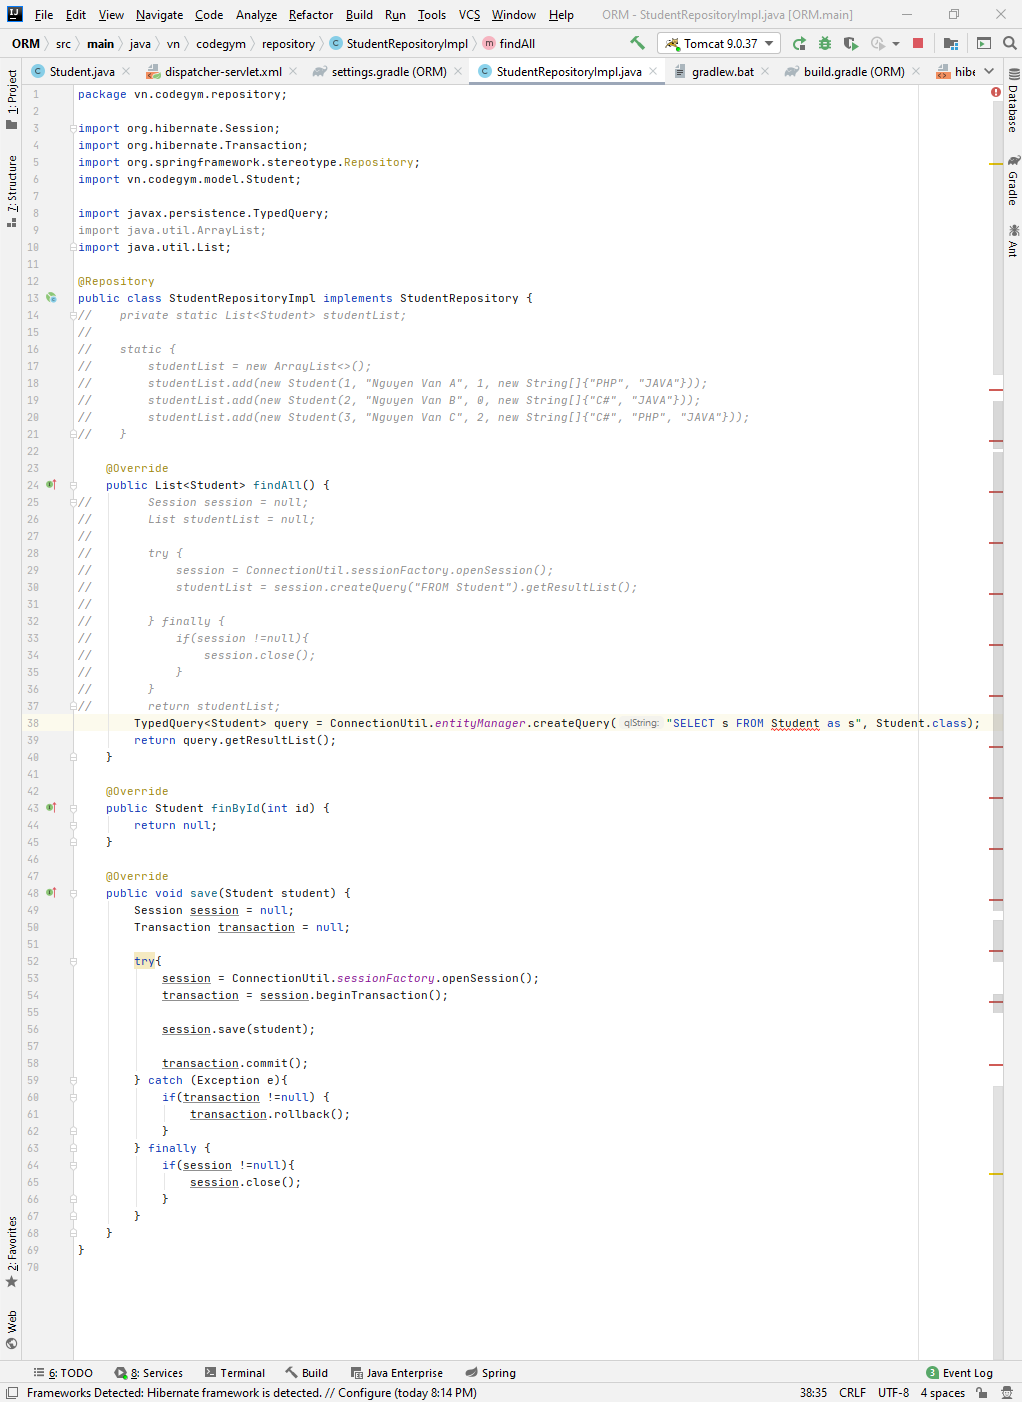 File Edit View Navigate Code Analyze Refactor Build Run Tools VCS Window Help ORM - StudentRepositoryImpl.java [ORM.main]
ORM src main java vn codegym repository StudentRepositoryImpl findAll Tomcat 9.0.37
Student.java dispatcher-servlet.xml settings.gradle (ORM) StudentRepositoryImpl.java gradlew.bat build.gradle (ORM) hibe
1: Project
7: Structure
2: Favorites
Web
Database
Gradle
Ant
1 package vn.codegym.repository;
2
3 import org.hibernate.Session;
4 import org.hibernate.Transaction;
5 import org.springframework.stereotype.Repository;
6 import vn.codegym.model.Student;
7
8 import javax.persistence.TypedQuery;
9 import java.util.ArrayList;
10 import java.util.List;
11
12 @Repository
13 public class StudentRepositoryImpl implements StudentRepository {
14 //    private static List<Student> studentList;
15 //
16 //    static {
17 //        studentList = new ArrayList<>();
18 //        studentList.add(new Student(1, "Nguyen Van A", 1, new String[]{"PHP", "JAVA"}));
19 //        studentList.add(new Student(2, "Nguyen Van B", 0, new String[]{"C#", "JAVA"}));
20 //        studentList.add(new Student(3, "Nguyen Van C", 2, new String[]{"C#", "PHP", "JAVA"}));
21 //    }
22
23     @Override
24     public List<Student> findAll() {
25 //        Session session = null;
26 //        List studentList = null;
27 //
28 //        try {
29 //            session = ConnectionUtil.sessionFactory.openSession();
30 //            studentList = session.createQuery("FROM Student").getResultList();
31 //
32 //        } finally {
33 //            if(session !=null){
34 //                session.close();
35 //            }
36 //        }
37 //        return studentList;
38         TypedQuery<Student> query = ConnectionUtil.entityManager.createQuery( qlString: "SELECT s FROM Student as s", Student.class);
39         return query.getResultList();
40     }
41
42     @Override
43     public Student finById(int id) {
44         return null;
45     }
46
47     @Override
48     public void save(Student student) {
49         Session session = null;
50         Transaction transaction = null;
51
52         try{
53             session = ConnectionUtil.sessionFactory.openSession();
54             transaction = session.beginTransaction();
55
56             session.save(student);
57
58             transaction.commit();
59         } catch (Exception e){
60             if(transaction !=null) {
61                 transaction.rollback();
62             }
63         } finally {
64             if(session !=null){
65                 session.close();
66             }
67         }
68     }
69 }
70
6: TODO 8: Services Terminal Build Java Enterprise Spring 3 Event Log
Frameworks Detected: Hibernate framework is detected. // Configure (today 8:14 PM) 38:35 CRLF UTF-8 4 spaces